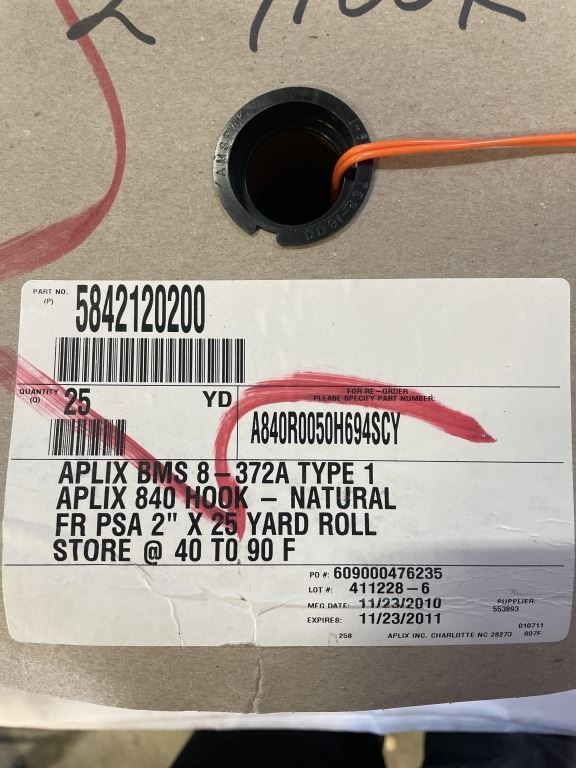 2 HOOK
AMSPAK
PART NO.
(P)
5842120200
QUANTITY
(Q)
25 YD
FOR RE-ORDER
PLEASE SPECIFY PART NUMBER:
A840R0050H694SCY
APLIX BMS 8-372A TYPE 1
APLIX 840 HOOK - NATURAL
FR PSA 2" X 25 YARD ROLL
STORE @ 40 TO 90 F
PO #: 609000476235
LOT #: 411228-6
MFG DATE: 11/23/2010
SUPPLIER:
553893
EXPIRES: 11/23/2011
010711
258 APLIX INC. CHARLOTTE NC 28273 807F